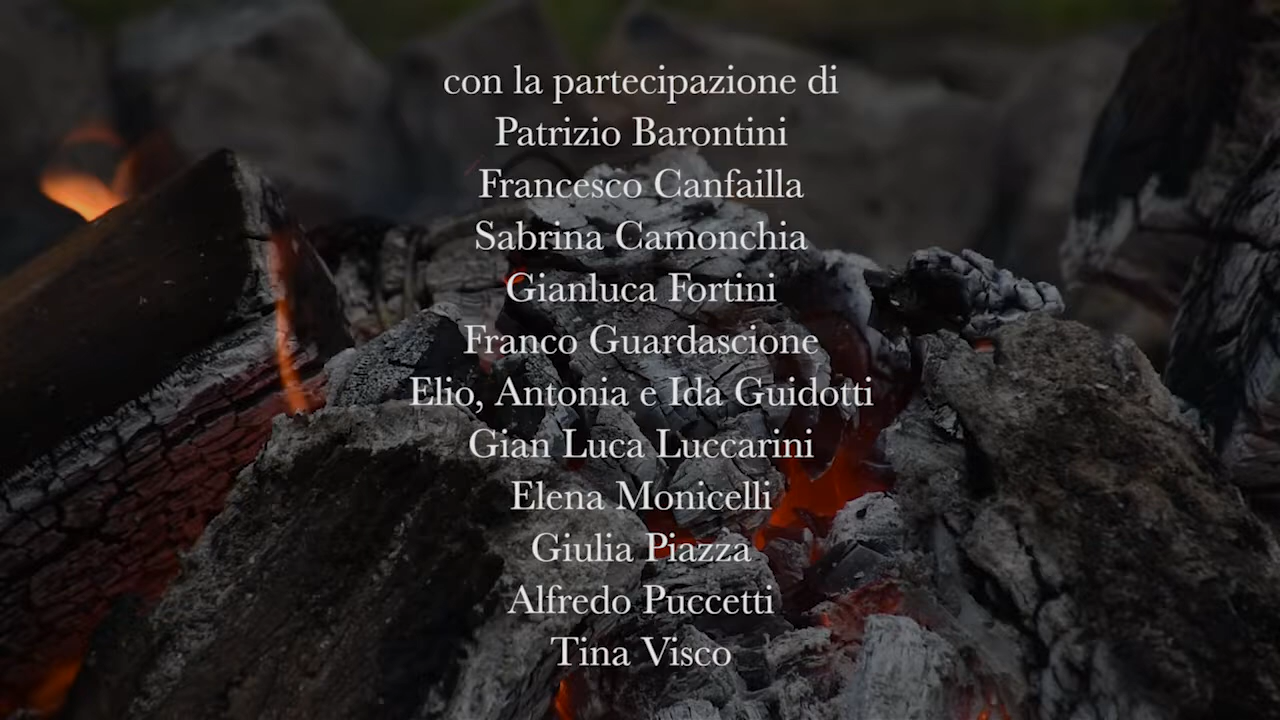 con la partecipazione di
Patrizio Barontini
Francesco Canfailla
Sabrina Camonchia
Gianluca Fortini
Franco Guardascione
Elio, Antonia e Ida Guidotti
Gian Luca Luccarini
Elena Monicelli
Giulia Piazza
Alfredo Puccetti
Tina Visco